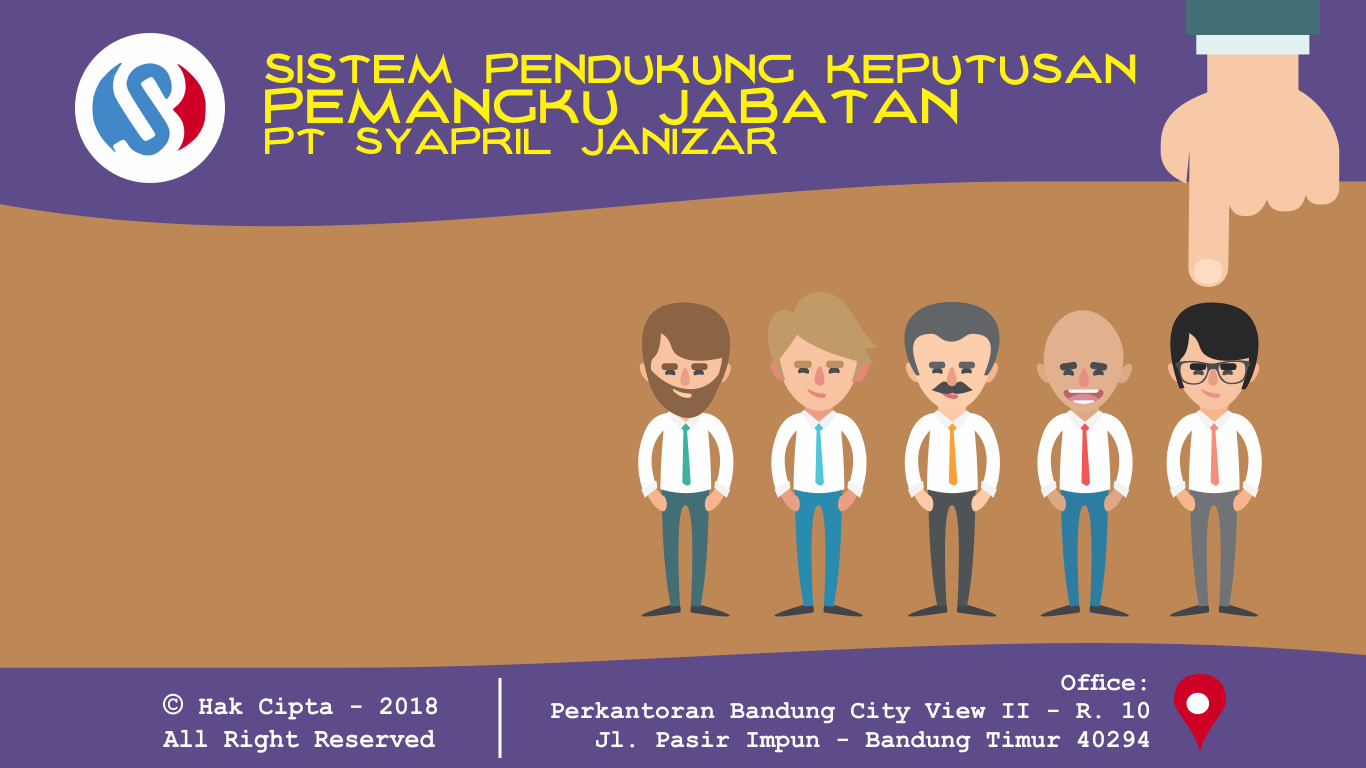 SISTEM PENDUKUNG KEPUTUSAN
PEMANGKU JABATAN
PT SYAPRIL JANIZAR
© Hak Cipta - 2018
All Right Reserved
Office:
Perkantoran Bandung City View II - R. 10
Jl. Pasir Impun - Bandung Timur 40294